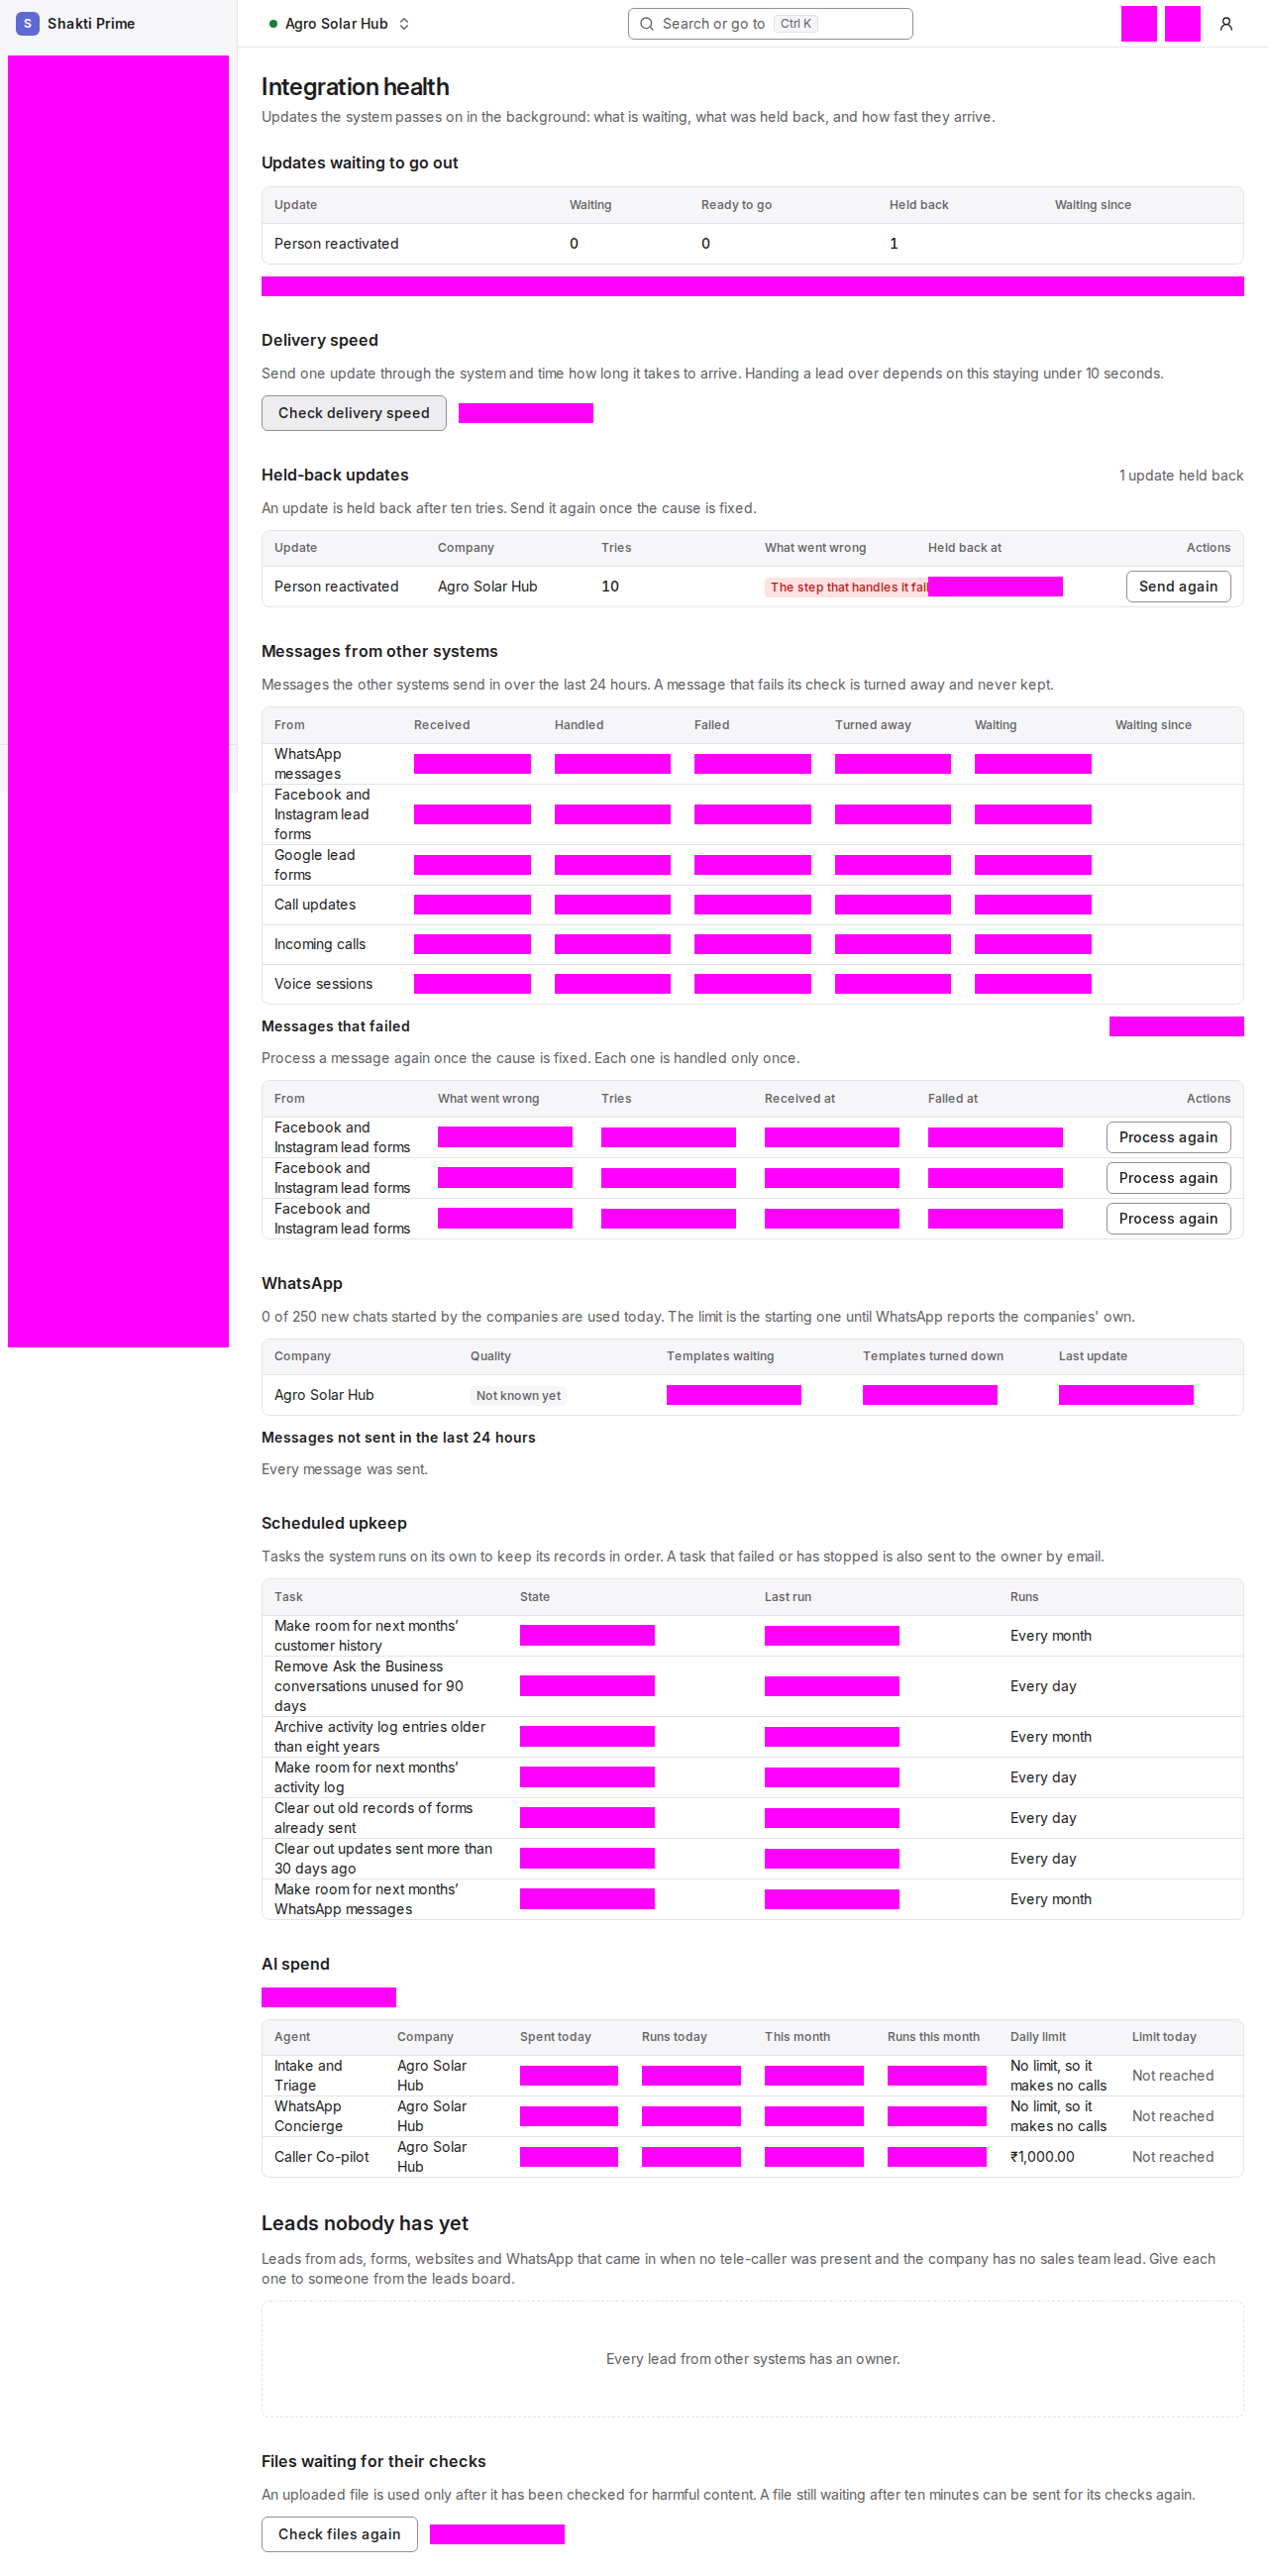 S Shakti Prime
Agro Solar Hub
Search or go to Ctrl K
Integration health
Updates the system passes on in the background: what is waiting, what was held back, and how fast they arrive.
Updates waiting to go out
Update Waiting Ready to go Held back Waiting since
Person reactivated 0 0 1
Delivery speed
Send one update through the system and time how long it takes to arrive. Handing a lead over depends on this staying under 10 seconds.
Check delivery speed
Held-back updates 1 update held back
An update is held back after ten tries. Send it again once the cause is fixed.
Update Company Tries What went wrong Held back at Actions
Person reactivated Agro Solar Hub 10 The step that handles it Send again
Messages from other systems
Messages the other systems send in over the last 24 hours. A message that fails its check is turned away and never kept.
From Received Handled Failed Turned away Waiting Waiting since
WhatsApp
messages
Facebook and
Instagram lead
forms
Google lead
forms
Call updates
Incoming calls
Voice sessions
Messages that failed
Process a message again once the cause is fixed. Each one is handled only once.
From What went wrong Tries Received at Failed at Actions
Facebook and
Instagram lead forms Process again
Facebook and
Instagram lead forms Process again
Facebook and
Instagram lead forms Process again
WhatsApp
0 of 250 new chats started by the companies are used today. The limit is the starting one until WhatsApp reports the companies' own.
Company Quality Templates waiting Templates turned down Last update
Agro Solar Hub Not known yet
Messages not sent in the last 24 hours
Every message was sent.
Scheduled upkeep
Tasks the system runs on its own to keep its records in order. A task that failed or has stopped is also sent to the owner by email.
Task State Last run Runs
Make room for next months’
customer history Every month
Remove Ask the Business
conversations unused for 90
days Every day
Archive activity log entries older
than eight years Every month
Make room for next months’
activity log Every day
Clear out old records of forms
already sent Every day
Clear out updates sent more than
30 days ago Every day
Make room for next months’
WhatsApp messages Every month
AI spend
Agent Company Spent today Runs today This month Runs this month Daily limit Limit today
Intake and Agro Solar No limit, so it
Triage Hub makes no calls Not reached
WhatsApp Agro Solar No limit, so it
Concierge Hub makes no calls Not reached
Caller Co-pilot Agro Solar Hub ₹1,000.00 Not reached
Leads nobody has yet
Leads from ads, forms, websites and WhatsApp that came in when no tele-caller was present and the company has no sales team lead. Give each
one to someone from the leads board.
Every lead from other systems has an owner.
Files waiting for their checks
An uploaded file is used only after it has been checked for harmful content. A file still waiting after ten minutes can be sent for its checks again.
Check files again